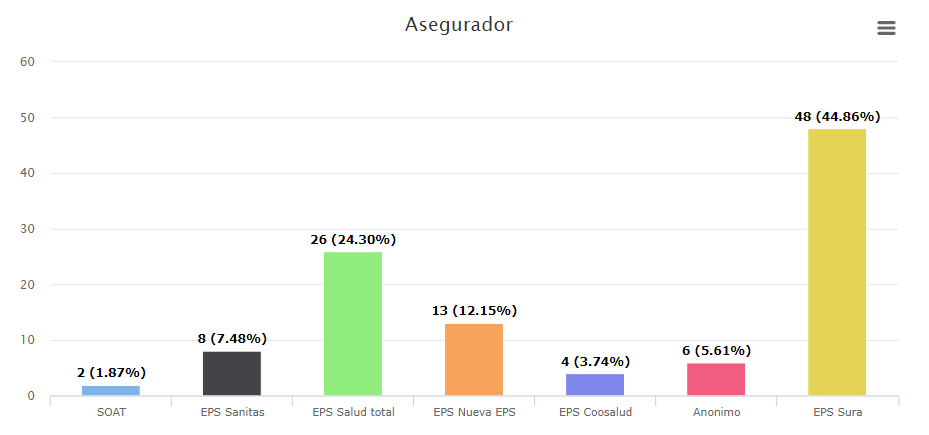 Asegurador
60
50
40
30
20
10
0
2 (1.87%)
8 (7.48%)
26 (24.30%)
13 (12.15%)
4 (3.74%)
6 (5.61%)
48 (44.86%)
SOAT
EPS Sanitas
EPS Salud total
EPS Nueva EPS
EPS Coosalud
Anonimo
EPS Sura